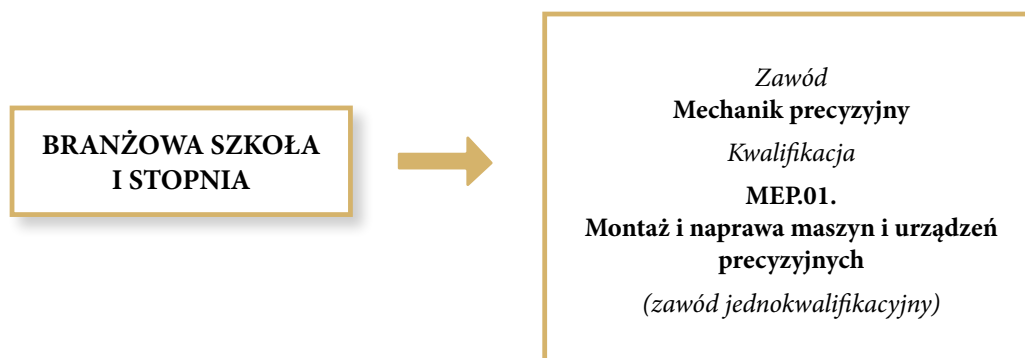 BRANŻOWA SZKOŁA
I STOPNIA
Zawód
Mechanik precyzyjny
Kwalifikacja
MEP.01.
Montaż i naprawa maszyn i urządzeń
precyzyjnych
(zawód jednokwalifikacyjny)